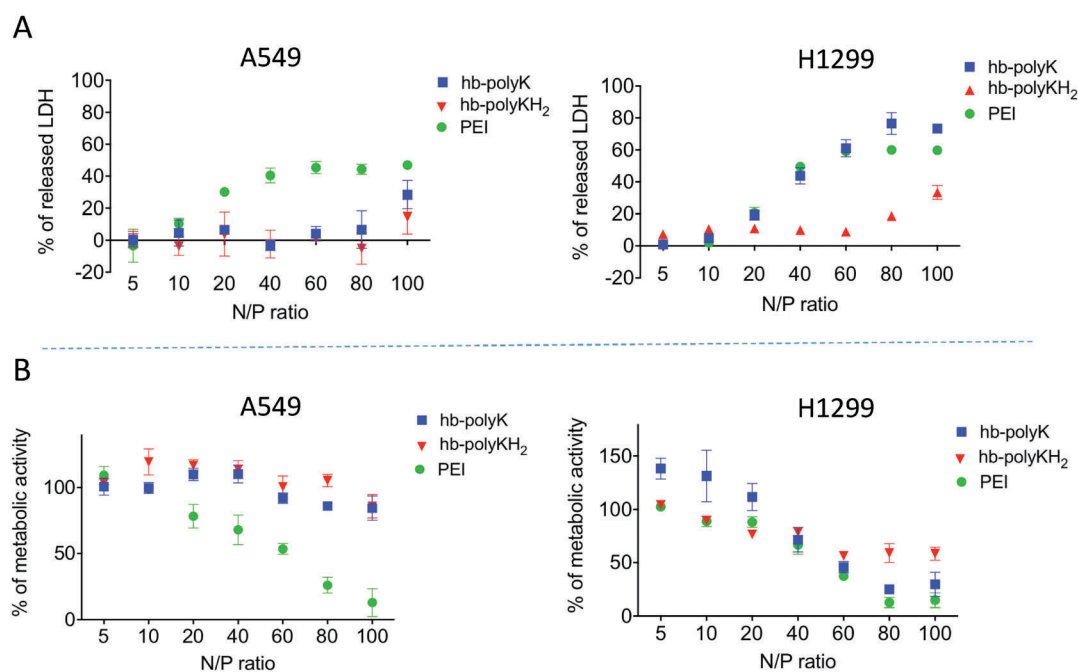 A
A549
H1299
hb-polyK
hb-polyKH2
PEI
hb-polyK
hb-polyKH2
PEI
% of released LDH
100
80
60
40
20
0
-20
5 10 20 40 60 80 100
N/P ratio
% of released LDH
100
80
60
40
20
0
-20
5 10 20 40 60 80 100
N/P ratio
B
A549
H1299
hb-polyK
hb-polyKH2
PEI
hb-polyK
hb-polyKH2
PEI
% of metabolic activity
100
50
0
5 10 20 40 60 80 100
N/P ratio
% of metabolic activity
150
100
50
0
5 10 20 40 60 80 100
N/P ratio